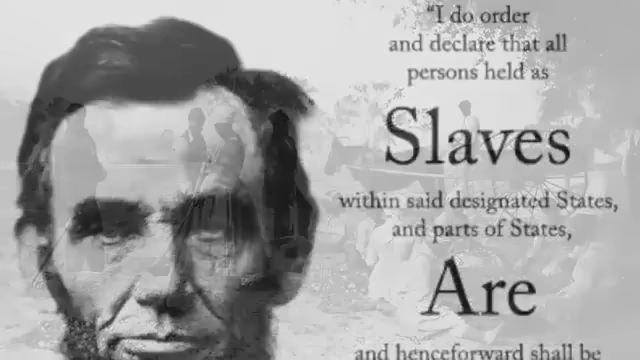 “I do order
and declare that all
persons held as
Slaves
within said designated States,
and parts of States,
Are
and henceforward shall be